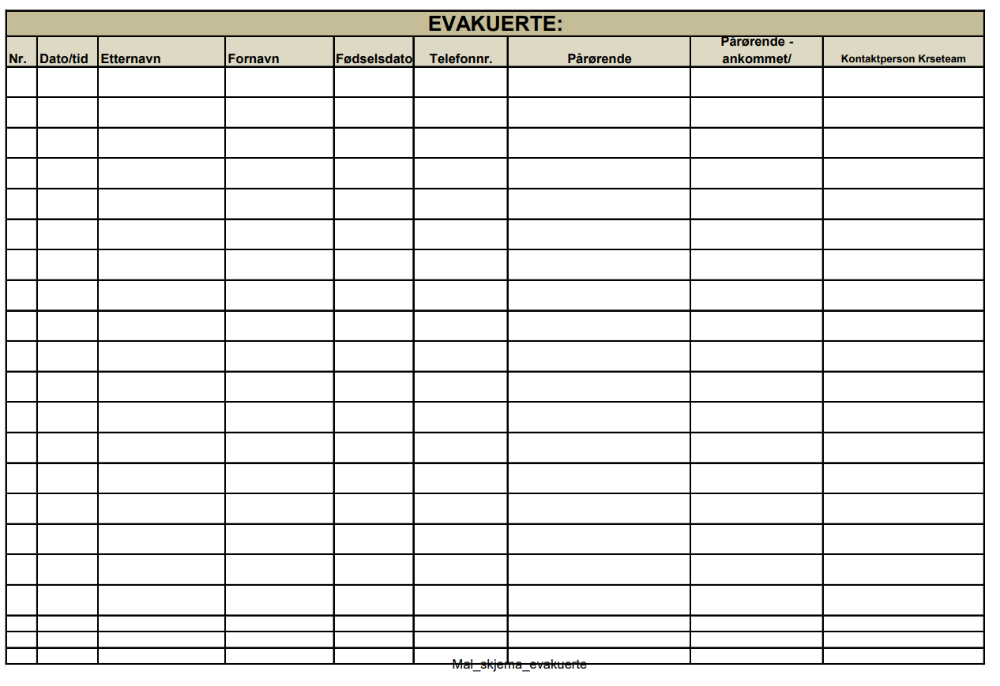 EVAKUERTE:
Nr. Dato/tid Etternavn Fornavn Fødselsdato Telefonnr. Pårørende Pårørende - ankommet/ Kontaktperson Krseteam
Mal_skjema_evakuerte